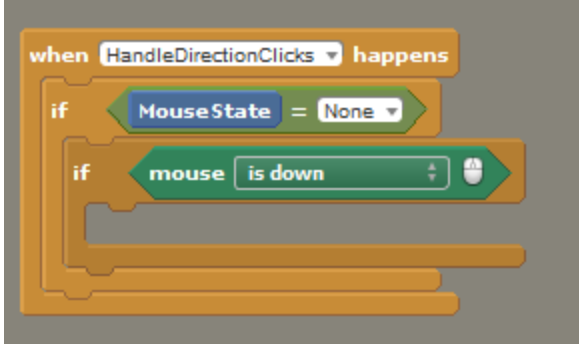 when HandleDirectionClicks happens
if MouseState = None
if mouse is down